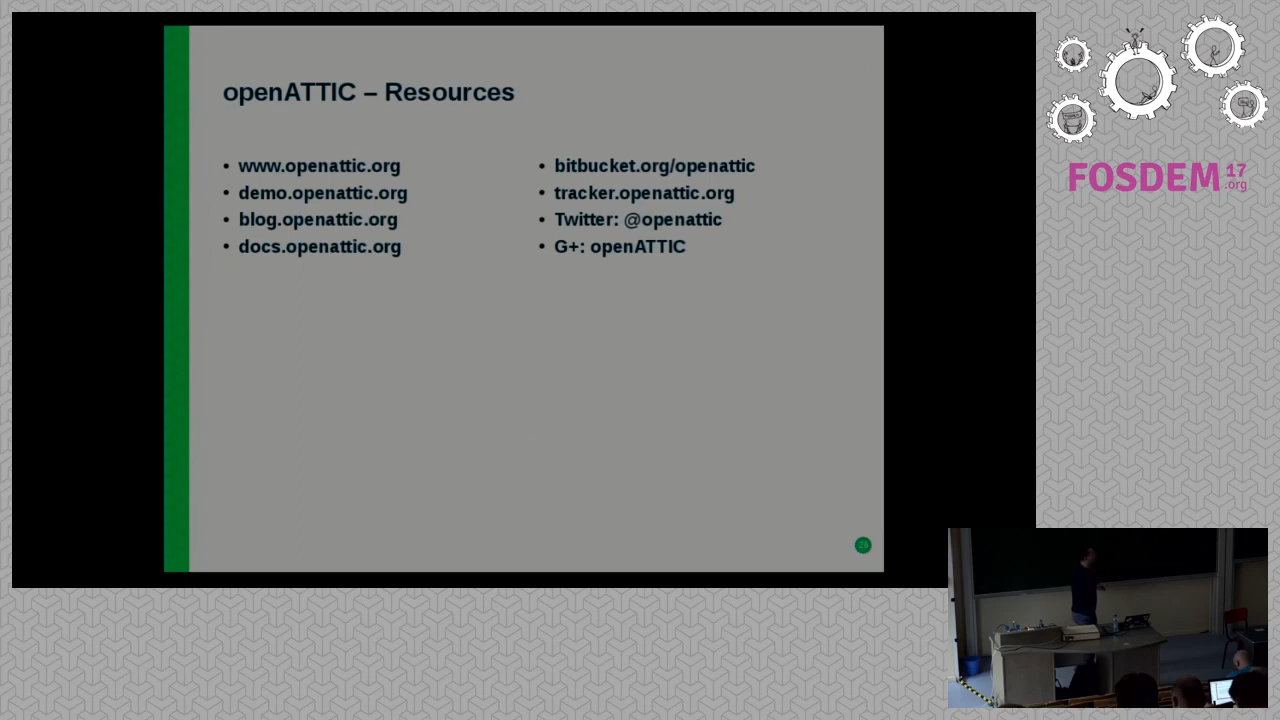 openATTIC – Resources
• www.openattic.org
• demo.openattic.org
• blog.openattic.org
• docs.openattic.org
• bitbucket.org/openattic
• tracker.openattic.org
• Twitter: @openattic
• G+: openATTIC
FOSDEM 17
.org